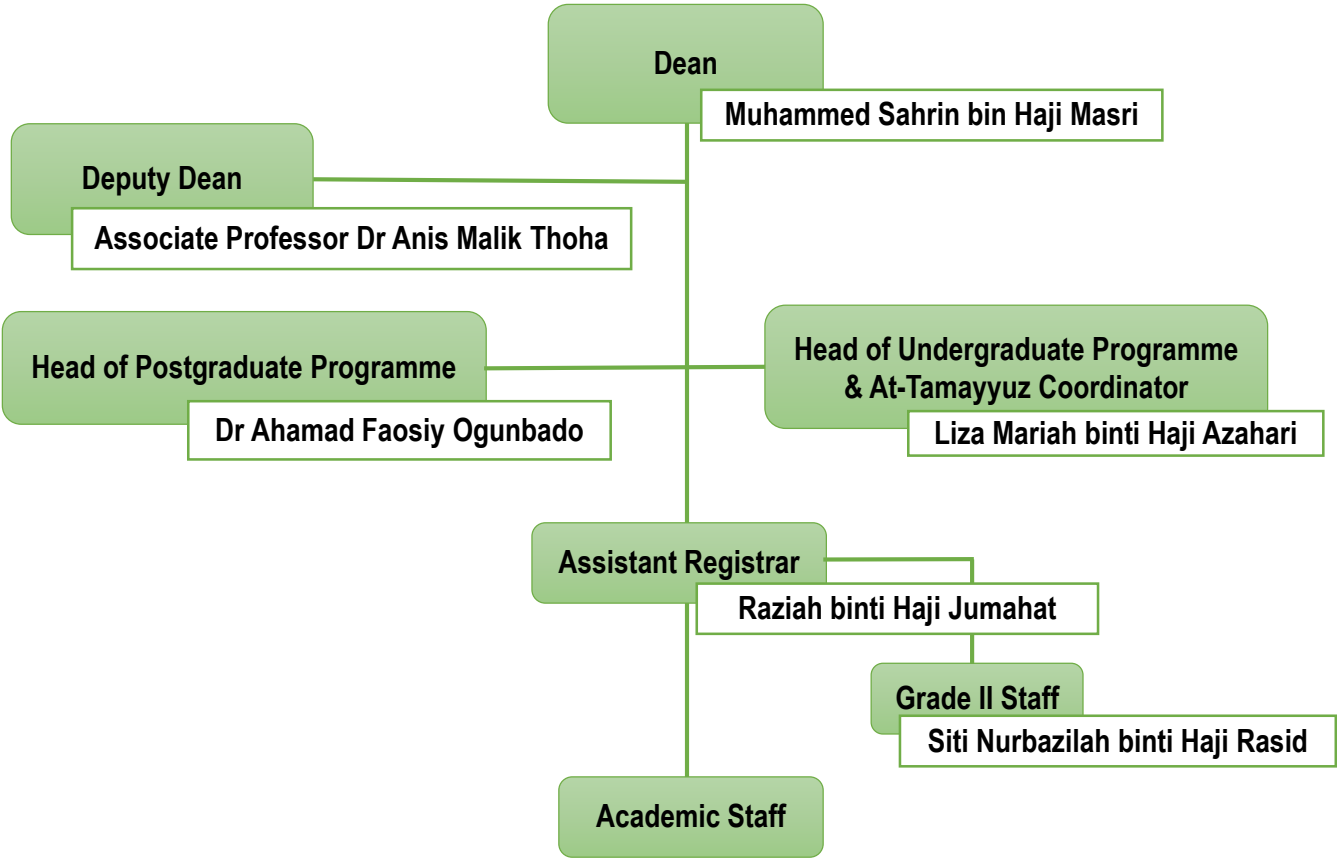 Dean
Muhammed Sahrin bin Haji Masri
Deputy Dean
Associate Professor Dr Anis Malik Thoha
Head of Postgraduate Programme
Dr Ahamad Faosiy Ogunbado
Head of Undergraduate Programme
& At-Tamayyuz Coordinator
Liza Mariah binti Haji Azahari
Assistant Registrar
Raziah binti Haji Jumahat
Grade II Staff
Siti Nurbazilah binti Haji Rasid
Academic Staff